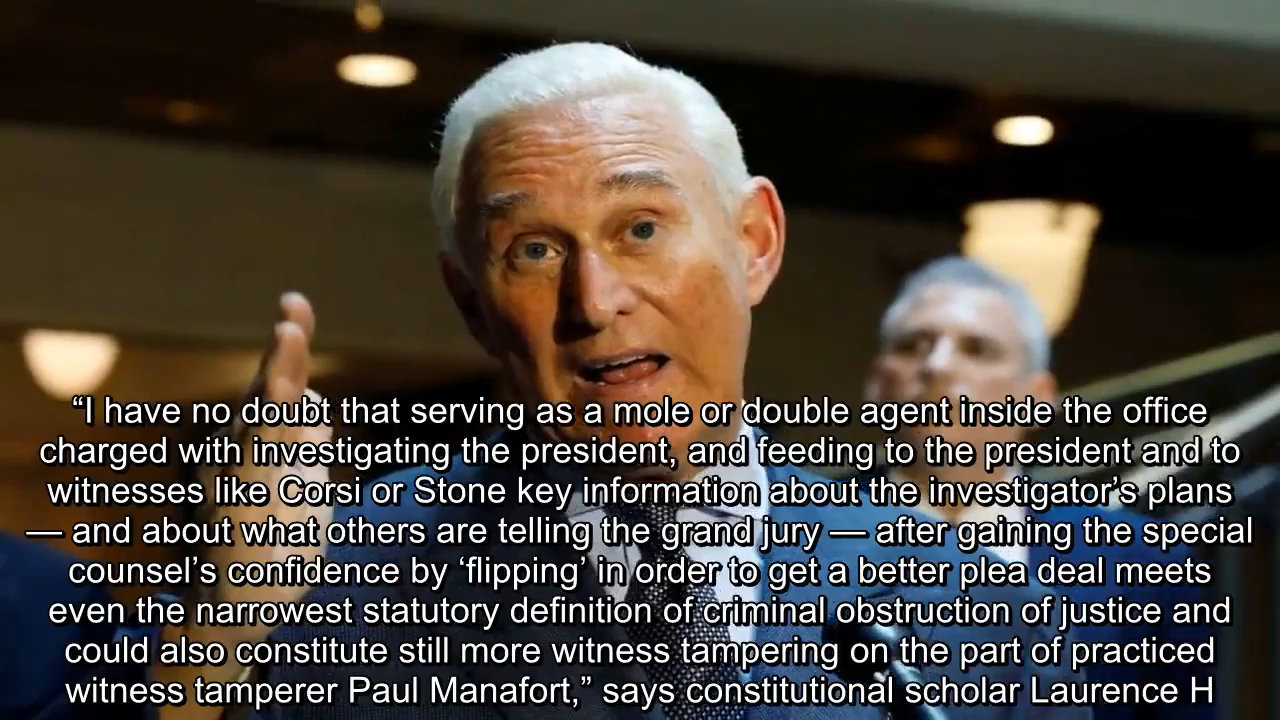 “I have no doubt that serving as a mole or double agent inside the office
charged with investigating the president, and feeding to the president and to
witnesses like Corsi or Stone key information about the investigator’s plans
— and about what others are telling the grand jury — after gaining the special
counsel’s confidence by ‘flipping’ in order to get a better plea deal meets
even the narrowest statutory definition of criminal obstruction of justice and
could also constitute still more witness tampering on the part of practiced
witness tamperer Paul Manafort,” says constitutional scholar Laurence H